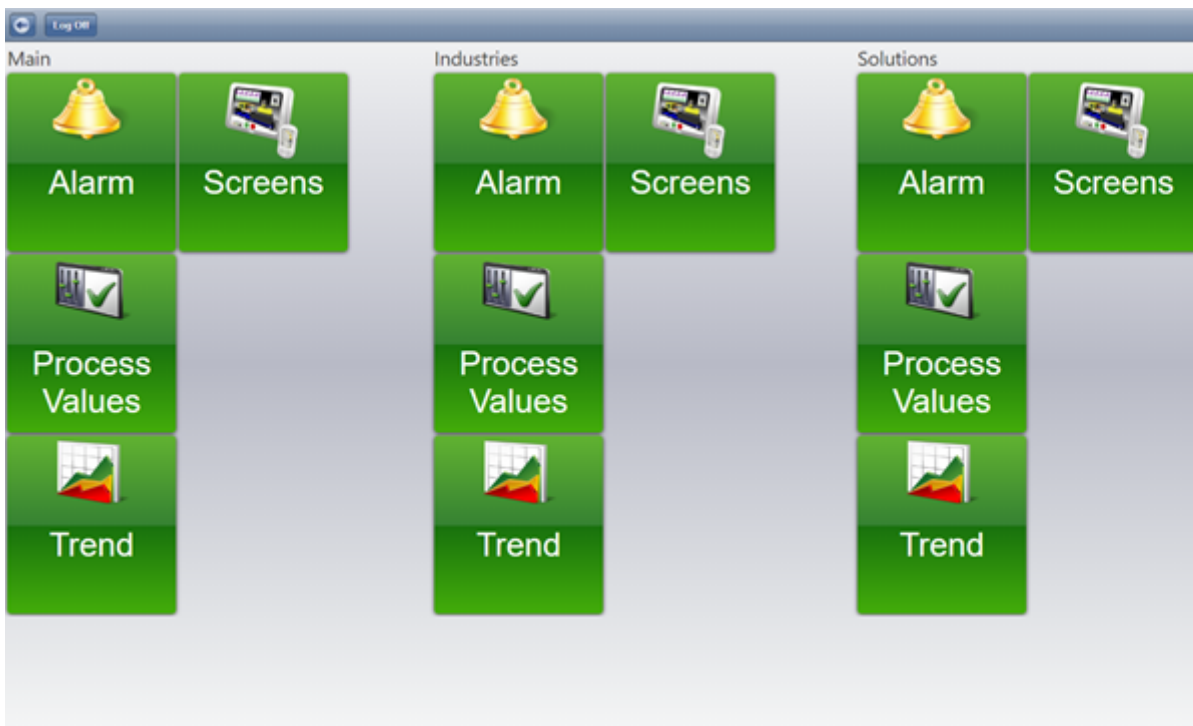 Log Off
Main
Industries
Solutions
Alarm
Screens
Alarm
Screens
Alarm
Screens
Process
Values
Process
Values
Process
Values
Trend
Trend
Trend